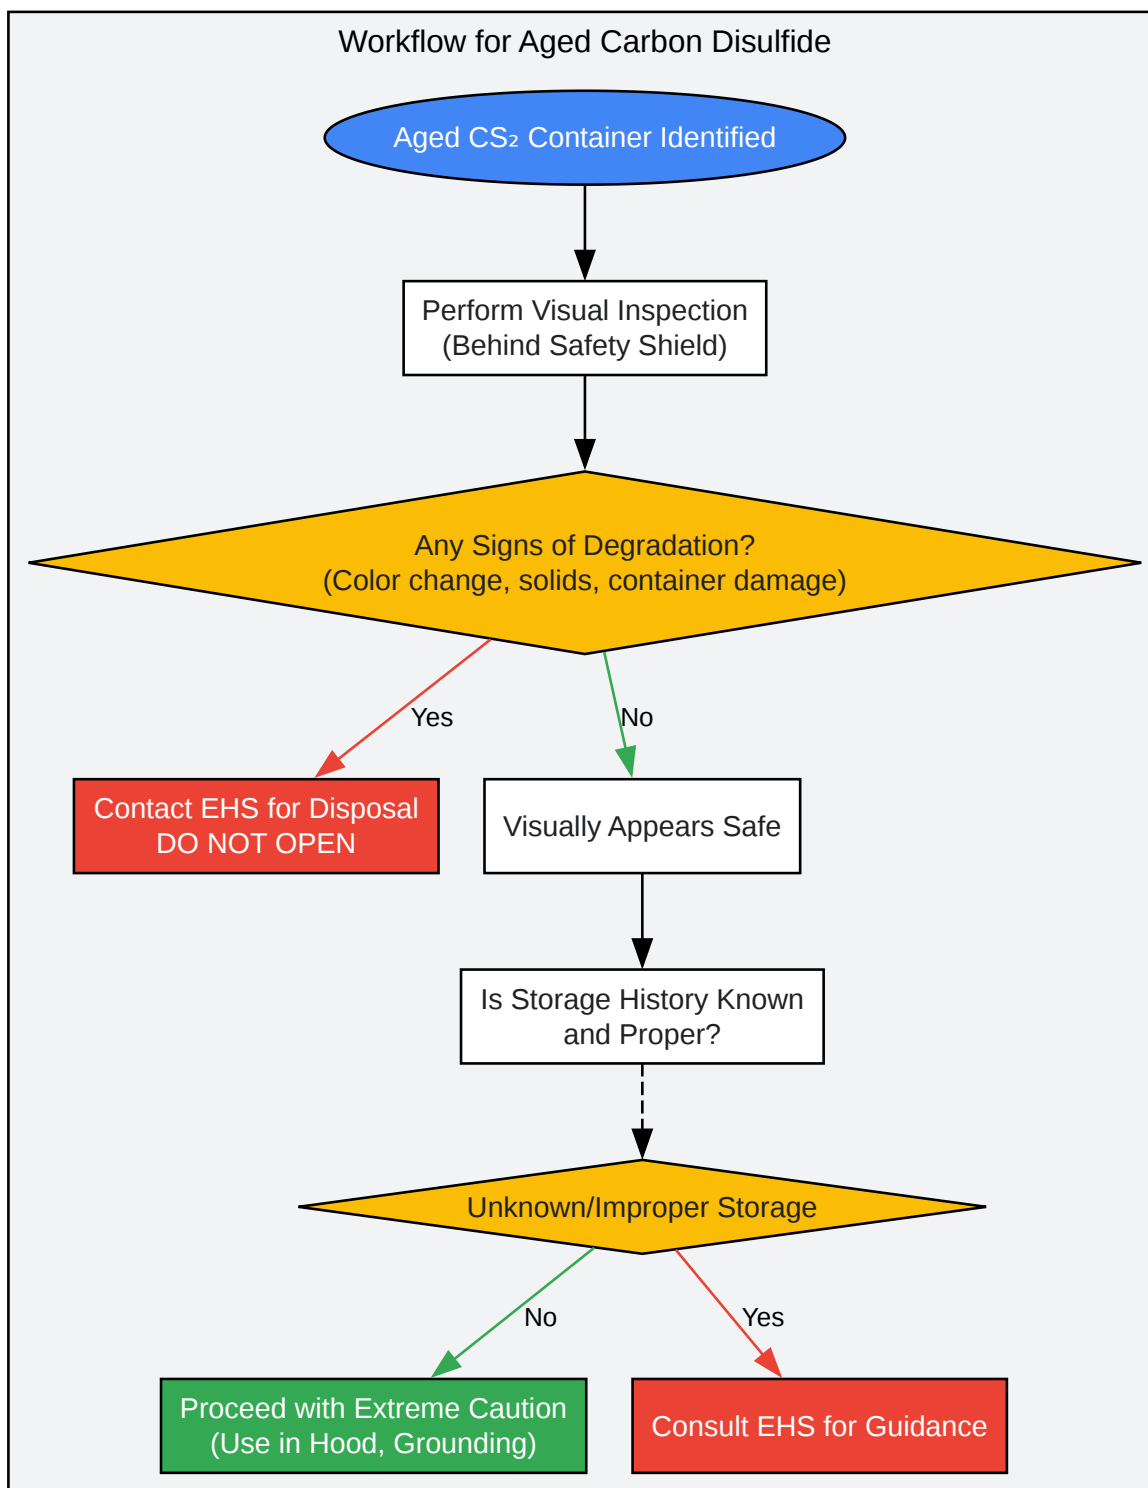 Workflow for Aged Carbon Disulfide
Aged CS₂ Container Identified
Perform Visual Inspection
(Behind Safety Shield)
Any Signs of Degradation?
(Color change, solids, container damage)
Yes
No
Contact EHS for Disposal
DO NOT OPEN
Visually Appears Safe
Is Storage History Known
and Proper?
Unknown/Improper Storage
No
Yes
Proceed with Extreme Caution
(Use in Hood, Grounding)
Consult EHS for Guidance